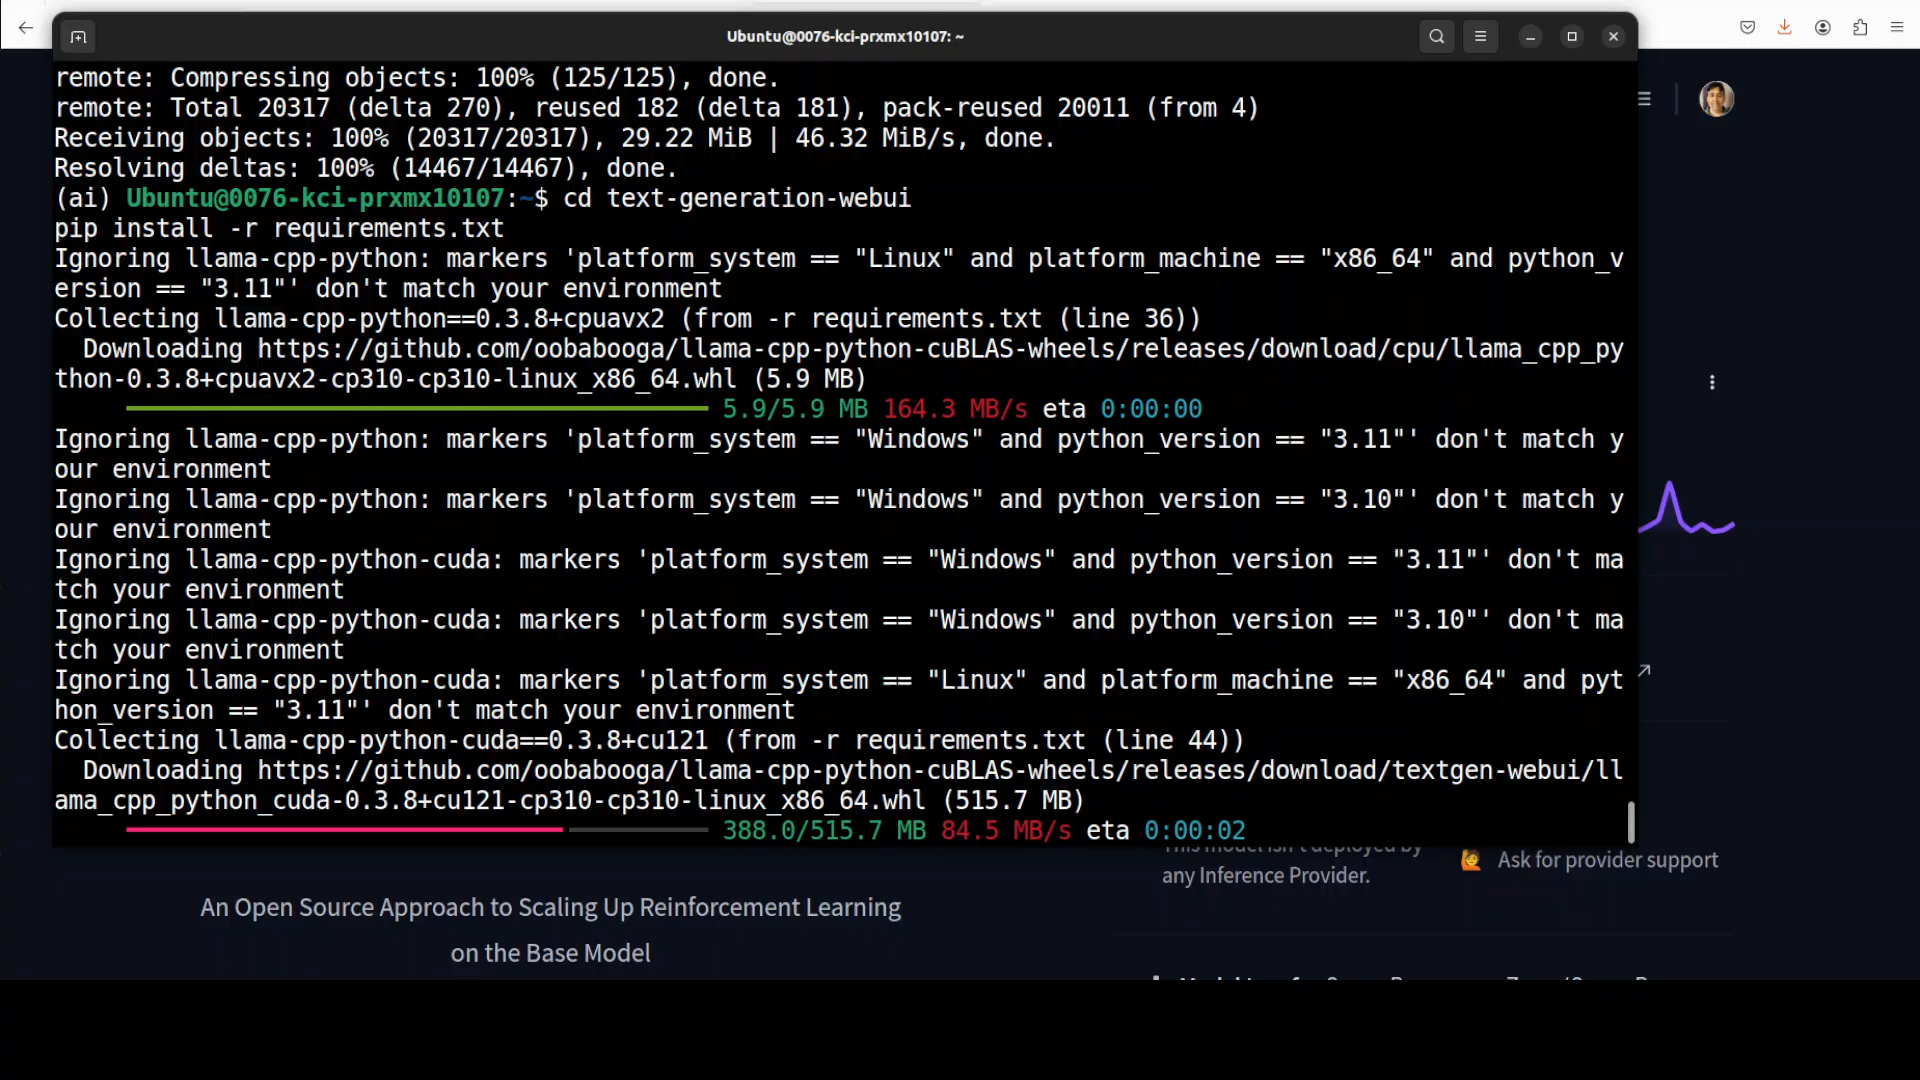 Ubuntu@0076-kci-prxmx10107: ~
remote: Compressing objects: 100% (125/125), done.
remote: Total 20317 (delta 270), reused 182 (delta 181), pack-reused 20011 (from 4)
Receiving objects: 100% (20317/20317), 29.22 MiB | 46.32 MiB/s, done.
Resolving deltas: 100% (14467/14467), done.
(ai) Ubuntu@0076-kci-prxmx10107:~$ cd text-generation-webui
pip install -r requirements.txt
Ignoring llama-cpp-python: markers 'platform_system == "Linux" and platform_machine == "x86_64" and python_v
ersion == "3.11"' don't match your environment
Collecting llama-cpp-python==0.3.8+cpuavx2 (from -r requirements.txt (line 36))
  Downloading https://github.com/oobabooga/llama-cpp-python-cuBLAS-wheels/releases/download/cpu/llama_cpp_py
thon-0.3.8+cpuavx2-cp310-cp310-linux_x86_64.whl (5.9 MB)
5.9/5.9 MB 164.3 MB/s eta 0:00:00
Ignoring llama-cpp-python: markers 'platform_system == "Windows" and python_version == "3.11"' don't match y
our environment
Ignoring llama-cpp-python: markers 'platform_system == "Windows" and python_version == "3.10"' don't match y
our environment
Ignoring llama-cpp-python-cuda: markers 'platform_system == "Windows" and python_version == "3.11"' don't ma
tch your environment
Ignoring llama-cpp-python-cuda: markers 'platform_system == "Windows" and python_version == "3.10"' don't ma
tch your environment
Ignoring llama-cpp-python-cuda: markers 'platform_system == "Linux" and platform_machine == "x86_64" and pyt
hon_version == "3.11"' don't match your environment
Collecting llama-cpp-python-cuda==0.3.8+cu121 (from -r requirements.txt (line 44))
  Downloading https://github.com/oobabooga/llama-cpp-python-cuBLAS-wheels/releases/download/textgen-webui/ll
ama_cpp_python_cuda-0.3.8+cu121-cp310-cp310-linux_x86_64.whl (515.7 MB)
388.0/515.7 MB 84.5 MB/s eta 0:00:02
This model isn't deployed by
any Inference Provider.
Ask for provider support
An Open Source Approach to Scaling Up Reinforcement Learning
on the Base Model